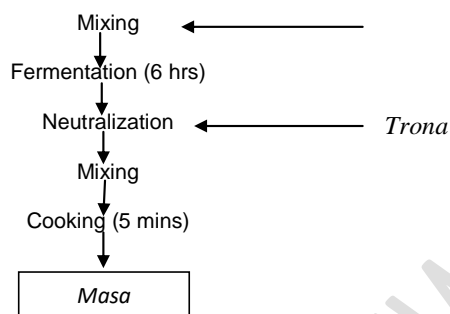 Mixing
Fermentation (6 hrs)
Neutralization
Trona
Mixing
Cooking (5 mins)
Masa